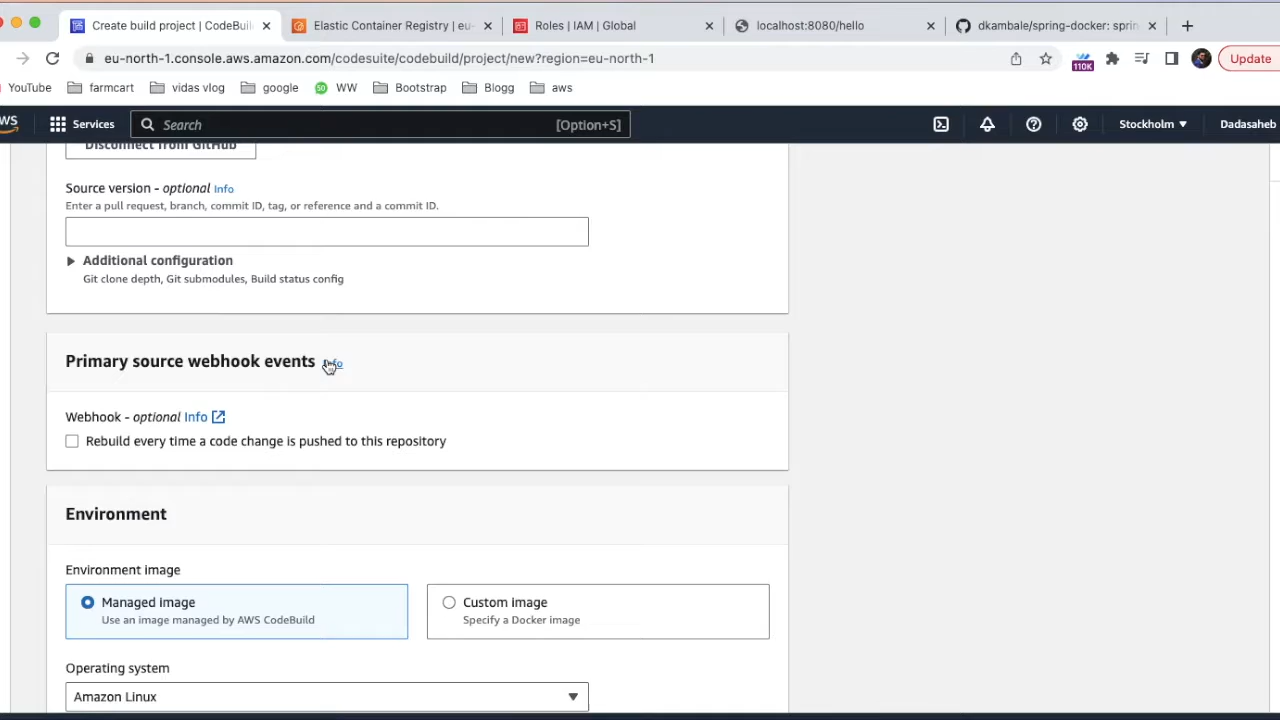 Create build project | CodeBuil
Elastic Container Registry | eu-
Roles | IAM | Global
localhost:8080/hello
dkambale/spring-docker: sprin
eu-north-1.console.aws.amazon.com/codesuite/codebuild/project/new?region=eu-north-1
110K
Update
YouTube
farmcart
vidas vlog
google
WW
Bootstrap
Blogg
aws
Services
Search
[Option+S]
Stockholm
Dadasaheb
Disconnect from GitHub
Source version - optional Info
Enter a pull request, branch, commit ID, tag, or reference and a commit ID.
Additional configuration
Git clone depth, Git submodules, Build status config
Primary source webhook events Info
Webhook - optional Info
Rebuild every time a code change is pushed to this repository
Environment
Environment image
Managed image
Use an image managed by AWS CodeBuild
Custom image
Specify a Docker image
Operating system
Amazon Linux